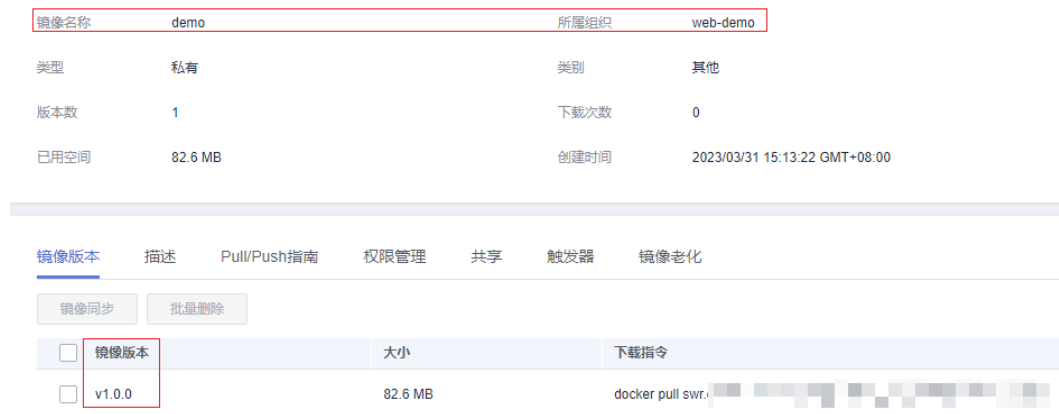 镜像名称 demo 所属组织 web-demo
类型 私有 类别 其他
版本数 1 下载次数 0
已用空间 82.6 MB 创建时间 2023/03/31 15:13:22 GMT+08:00
镜像版本 描述 Pull/Push指南 权限管理 共享 触发器 镜像老化
镜像同步 批量删除
镜像版本 大小 下载指令
v1.0.0 82.6 MB docker pull swr.